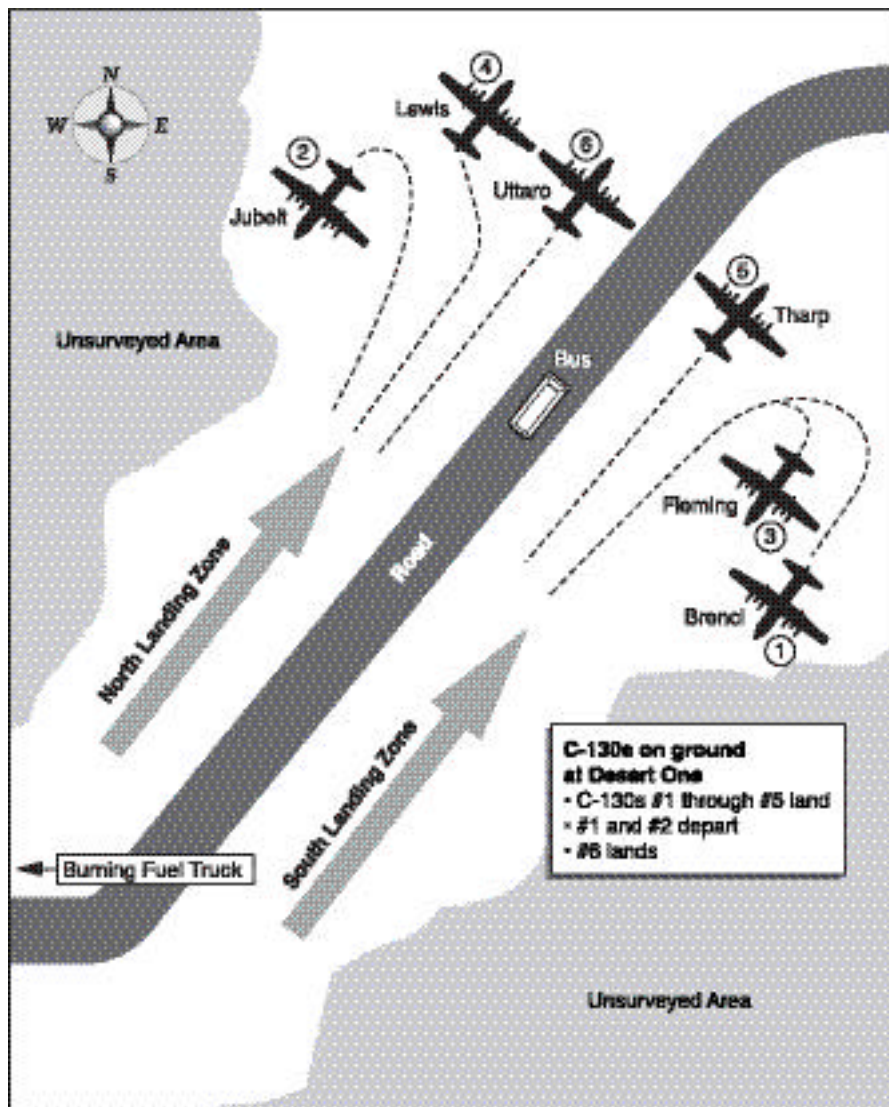 N
W E
S
4
Lewis
2
6
Jubelt
Uttaro
5
Tharp
Unsurveyed Area
Bus
Fleming
3
Road
North Landing Zone
Brenci
1
South Landing Zone
C-130s on ground
at Desert One
• C-130s #1 through #5 land
• #1 and #2 depart
• #6 lands
Burning Fuel Truck
Unsurveyed Area